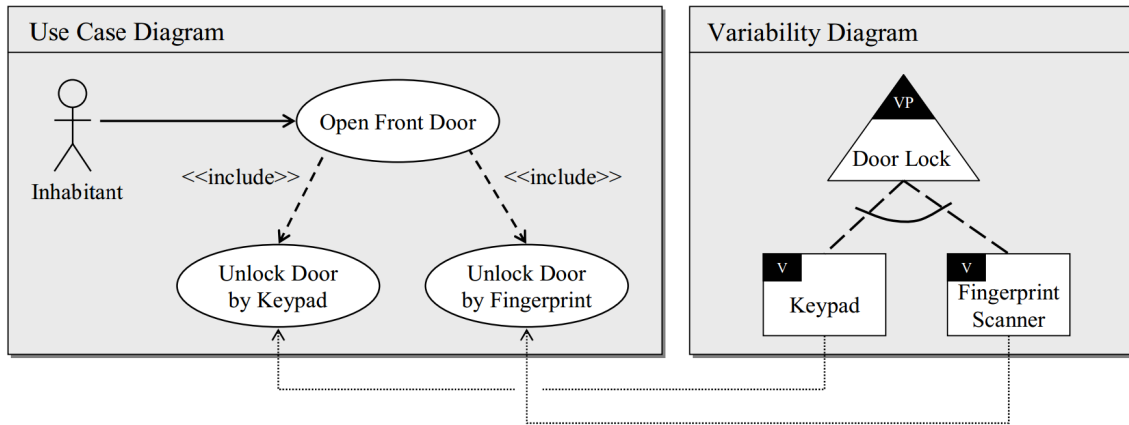 Use Case Diagram
Inhabitant
Open Front Door
<<include>>
<<include>>
Unlock Door
by Keypad
Unlock Door
by Fingerprint
Variability Diagram
VP
Door Lock
V
Keypad
V
Fingerprint
Scanner